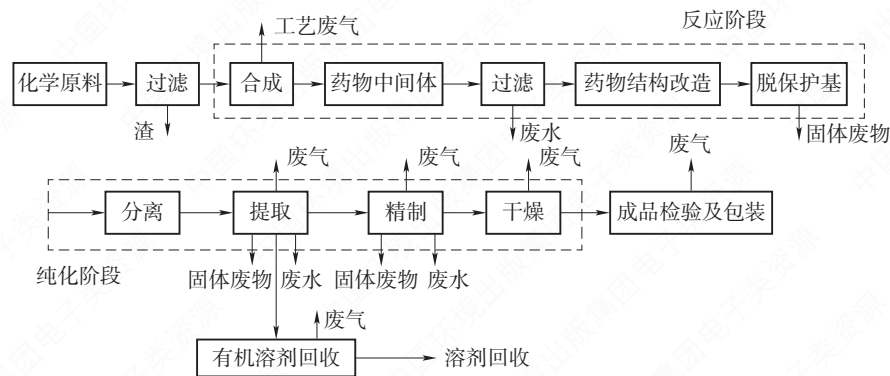 工艺废气
反应阶段
化学原料
过滤
合成
药物中间体
过滤
药物结构改造
脱保护基
渣
废水
固体废物
废气
废气
废气
废气
分离
提取
精制
干燥
成品检验及包装
纯化阶段
固体废物
废水
固体废物
废水
废气
有机溶剂回收
溶剂回收